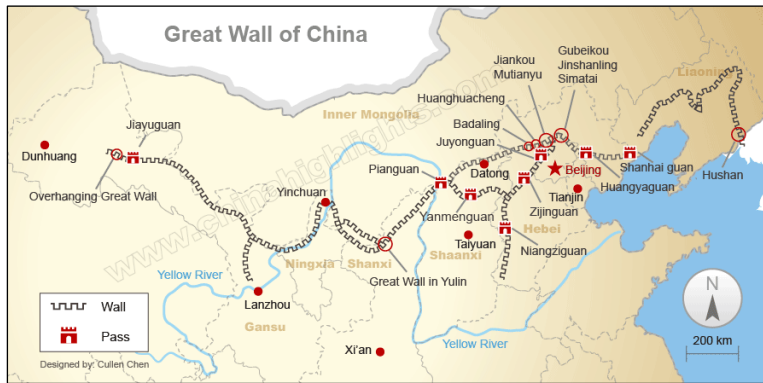 Great Wall of China
Gubeikou
Jinshanling
Simatai
Jiankou
Mutianyu
Liaoning
Huanghuacheng
Inner Mongolia
Badaling
Juyongguan
Jiayuguan
Dunhuang
Overhanging Great Wall
Pianguan
Datong
Beijing
Shanhai guan
Huangyaguan
Hushan
Yinchuan
Yanmenguan
Zijinguan
Tianjin
Hebei
Taiyuan
Shaanxi
Niangziguan
Yellow River
Ningxia
Shanxi
Great Wall in Yulin
Lanzhou
Gansu
Xi'an
Yellow River
N
200 km
Wall
Pass
Designed by: Cullen Chen
www.chinahighlights.com